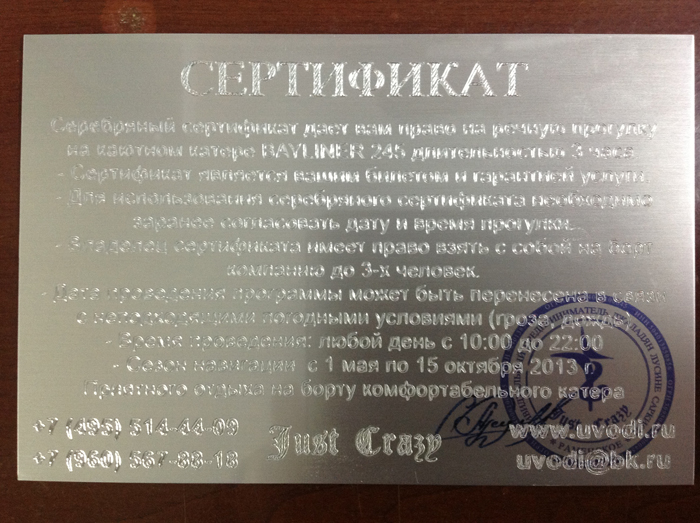 СЕРТИФИКАТ
Серебряный сертификат дает вам право на речную прогулку
на каютном катере BAYLINER 245 длительностью 3 часа
- Сертификат является вашим билетом и гарантией услуги.
- Для использования серебряного сертификата необходимо
заранее согласовать дату и время прогулки.
- Владелец сертификата имеет право взять с собой на борт
компанию до 3-х человек.
- Дата проведения программы может быть перенесена в связи
с неподходящими погодными условиями (гроза, дождь)
- Время проведения: любой день с 10:00 до 22:00
- Сезон навигации с 1 мая по 15 октября 2013 г.
Приятного отдыха на борту комфортабельного катера
+7 (495) 514-44-09
+7 (960) 567-88-18
Just Crazy
www.uvodi.ru
uvodi@bk.ru